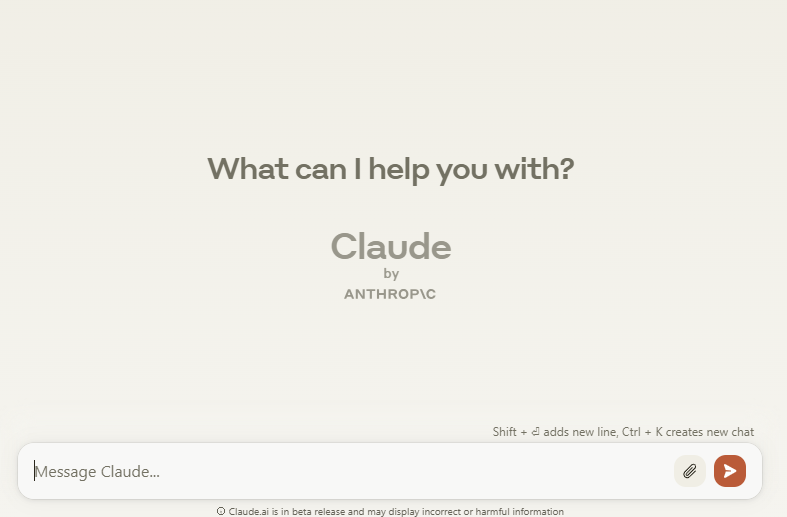 What can I help you with?
Claude
by
ANTHROP\C
Shift + ⏎ adds new line, Ctrl + K creates new chat
Message Claude...
Claude.ai is in beta release and may display incorrect or harmful information